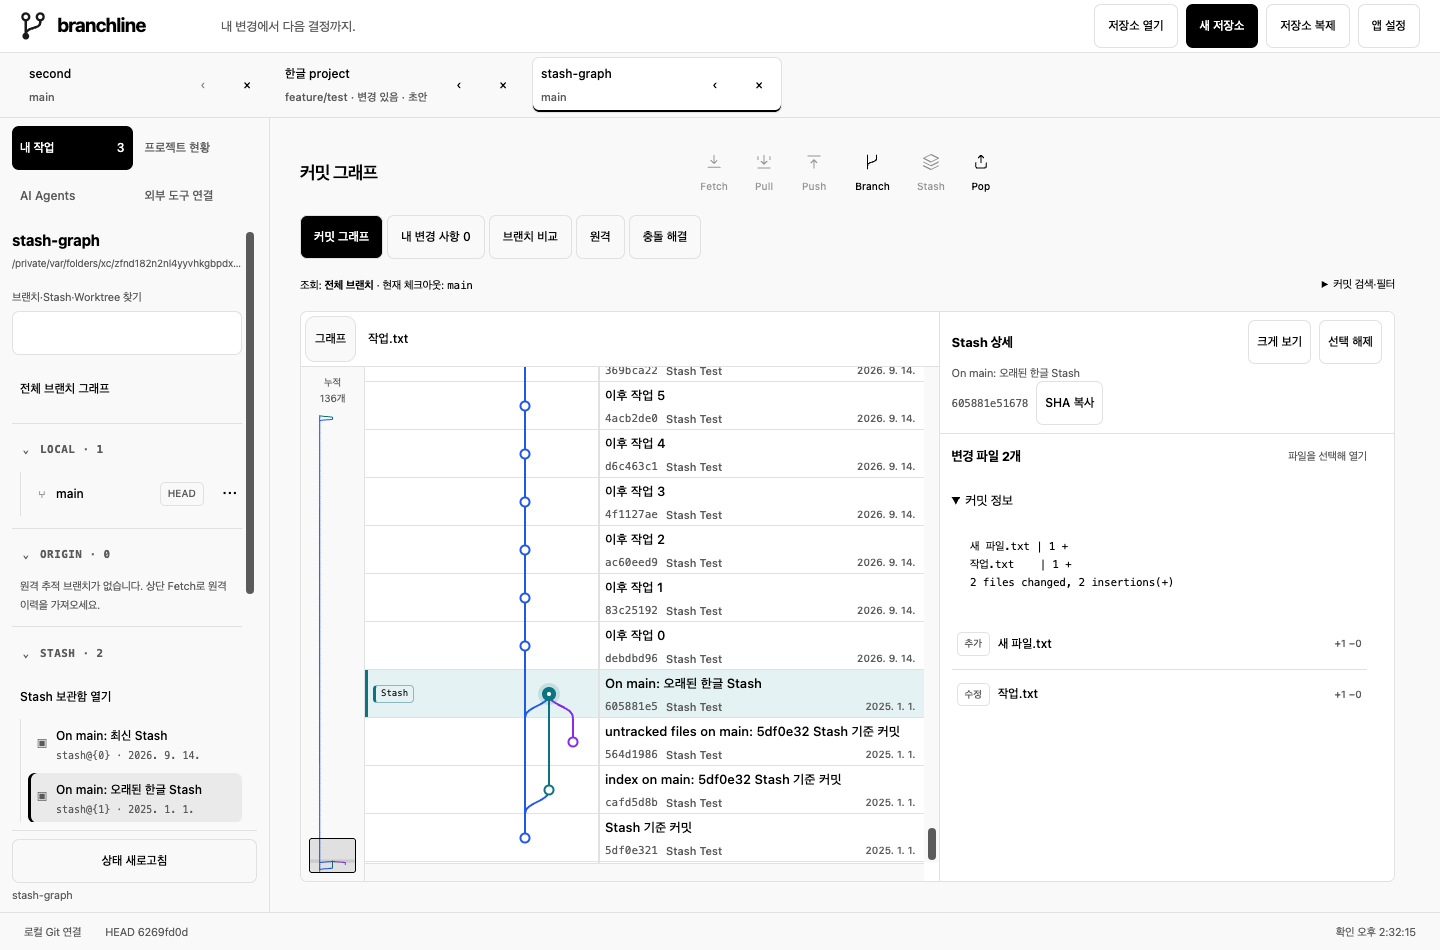 branchline
내 변경에서 다음 결정까지.
저장소 열기
새 저장소
저장소 복제
앱 설정
second
main
한글 project
feature/test · 변경 있음 · 초안
stash-graph
main
내 작업 3
프로젝트 현황
AI Agents
외부 도구 연결
stash-graph
/private/var/folders/xc/zfnd182n2nl4yyvhkgbpdx...
브랜치·Stash·Worktree 찾기
전체 브랜치 그래프
LOCAL · 1
main HEAD
ORIGIN · 0
원격 추적 브랜치가 없습니다. 상단 Fetch로 원격
이력을 가져오세요.
STASH · 2
Stash 보관함 열기
On main: 최신 Stash
stash@{0} · 2026. 9. 14.
On main: 오래된 한글 Stash
stash@{1} · 2025. 1. 1.
상태 새로고침
stash-graph
커밋 그래프
Fetch
Pull
Push
Branch
Stash
Pop
커밋 그래프
내 변경 사항 0
브랜치 비교
원격
충돌 해결
조회: 전체 브랜치 · 현재 체크아웃: main
▶ 커밋 검색·필터
그래프
작업.txt
누적
136개
369bca22 Stash Test 2026. 9. 14.
이후 작업 5
4acb2de0 Stash Test 2026. 9. 14.
이후 작업 4
d6c463c1 Stash Test 2026. 9. 14.
이후 작업 3
4f1127ae Stash Test 2026. 9. 14.
이후 작업 2
ac60eed9 Stash Test 2026. 9. 14.
이후 작업 1
83c25192 Stash Test 2026. 9. 14.
이후 작업 0
debdbd96 Stash Test 2026. 9. 14.
Stash
On main: 오래된 한글 Stash
605881e5 Stash Test 2025. 1. 1.
untracked files on main: 5df0e32 Stash 기준 커밋
564d1986 Stash Test 2025. 1. 1.
index on main: 5df0e32 Stash 기준 커밋
cafd5d8b Stash Test 2025. 1. 1.
Stash 기준 커밋
5df0e321 Stash Test 2025. 1. 1.
Stash 상세
크게 보기
선택 해제
On main: 오래된 한글 Stash
605881e51678
SHA 복사
변경 파일 2개
파일을 선택해 열기
▼ 커밋 정보
새 파일.txt | 1 +
작업.txt | 1 +
2 files changed, 2 insertions(+)
추가 새 파일.txt +1 −0
수정 작업.txt +1 −0
로컬 Git 연결
HEAD 6269fd0d
확인 오후 2:32:15